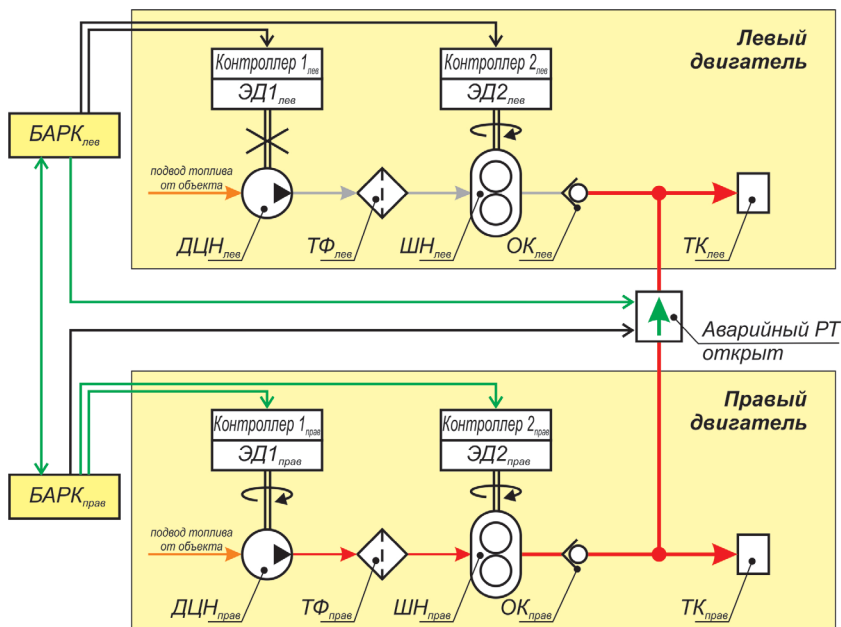 Левый
двигатель
Контроллер 1лев
ЭД1лев
Контроллер 2лев
ЭД2лев
БАРКлев
подвод топлива
от объекта
ДЦНлев
ТФлев
ШНлев
ОКлев
ТКлев
Аварийный РТ
открыт
Правый
двигатель
Контроллер 1прав
ЭД1прав
Контроллер 2прав
ЭД2прав
БАРКправ
подвод топлива
от объекта
ДЦНправ
ТФправ
ШНправ
ОКправ
ТКправ